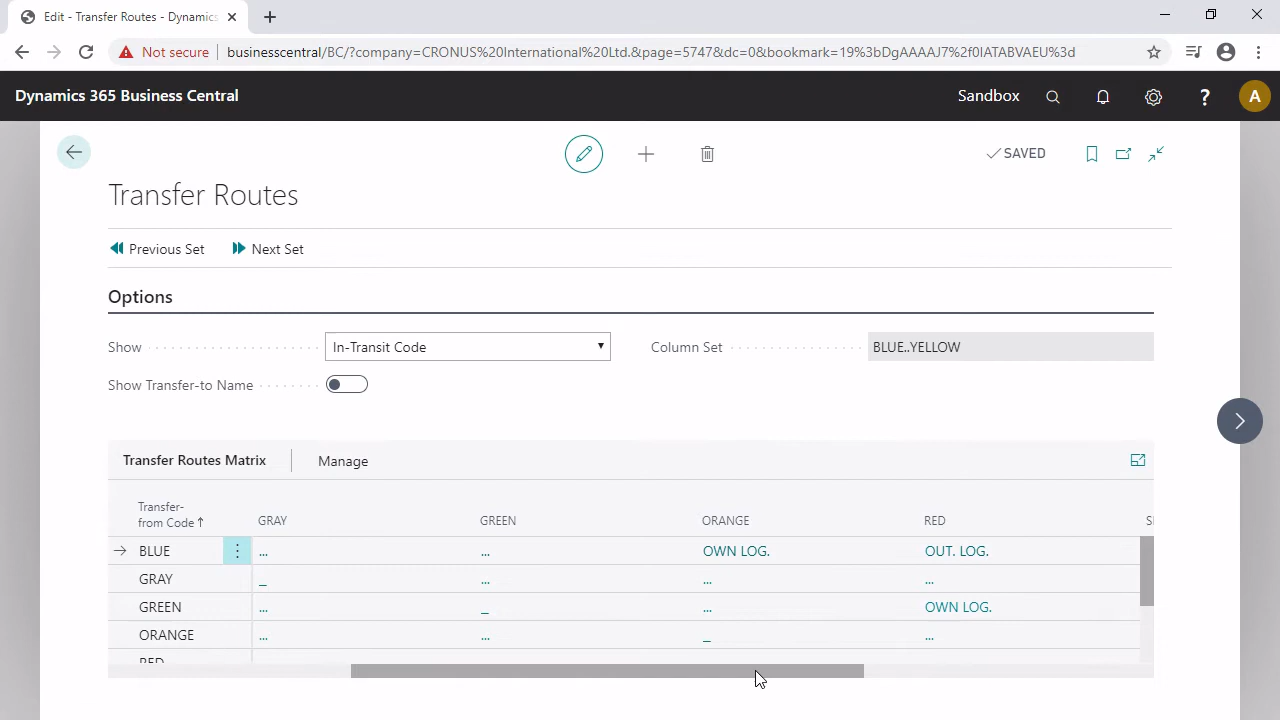 Edit - Transfer Routes - Dynamics
Not secure businesscentral/BC/?company=CRONUS%20International%20Ltd.&page=5747&dc=0&bookmark=19%3bDgAAAAJ7%2f0IATABVAEU%3d
Dynamics 365 Business Central Sandbox ? A
SAVED
Transfer Routes
Previous Set Next Set
Options
Show In-Transit Code Column Set BLUE..YELLOW
Show Transfer-to Name
Transfer Routes Matrix Manage
Transfer-
from Code↑ GRAY GREEN ORANGE RED
BLUE ... ... OWN LOG. OUT. LOG.
GRAY _ ... ... ...
GREEN ... _ ... OWN LOG.
ORANGE ... ... _ ...
RED